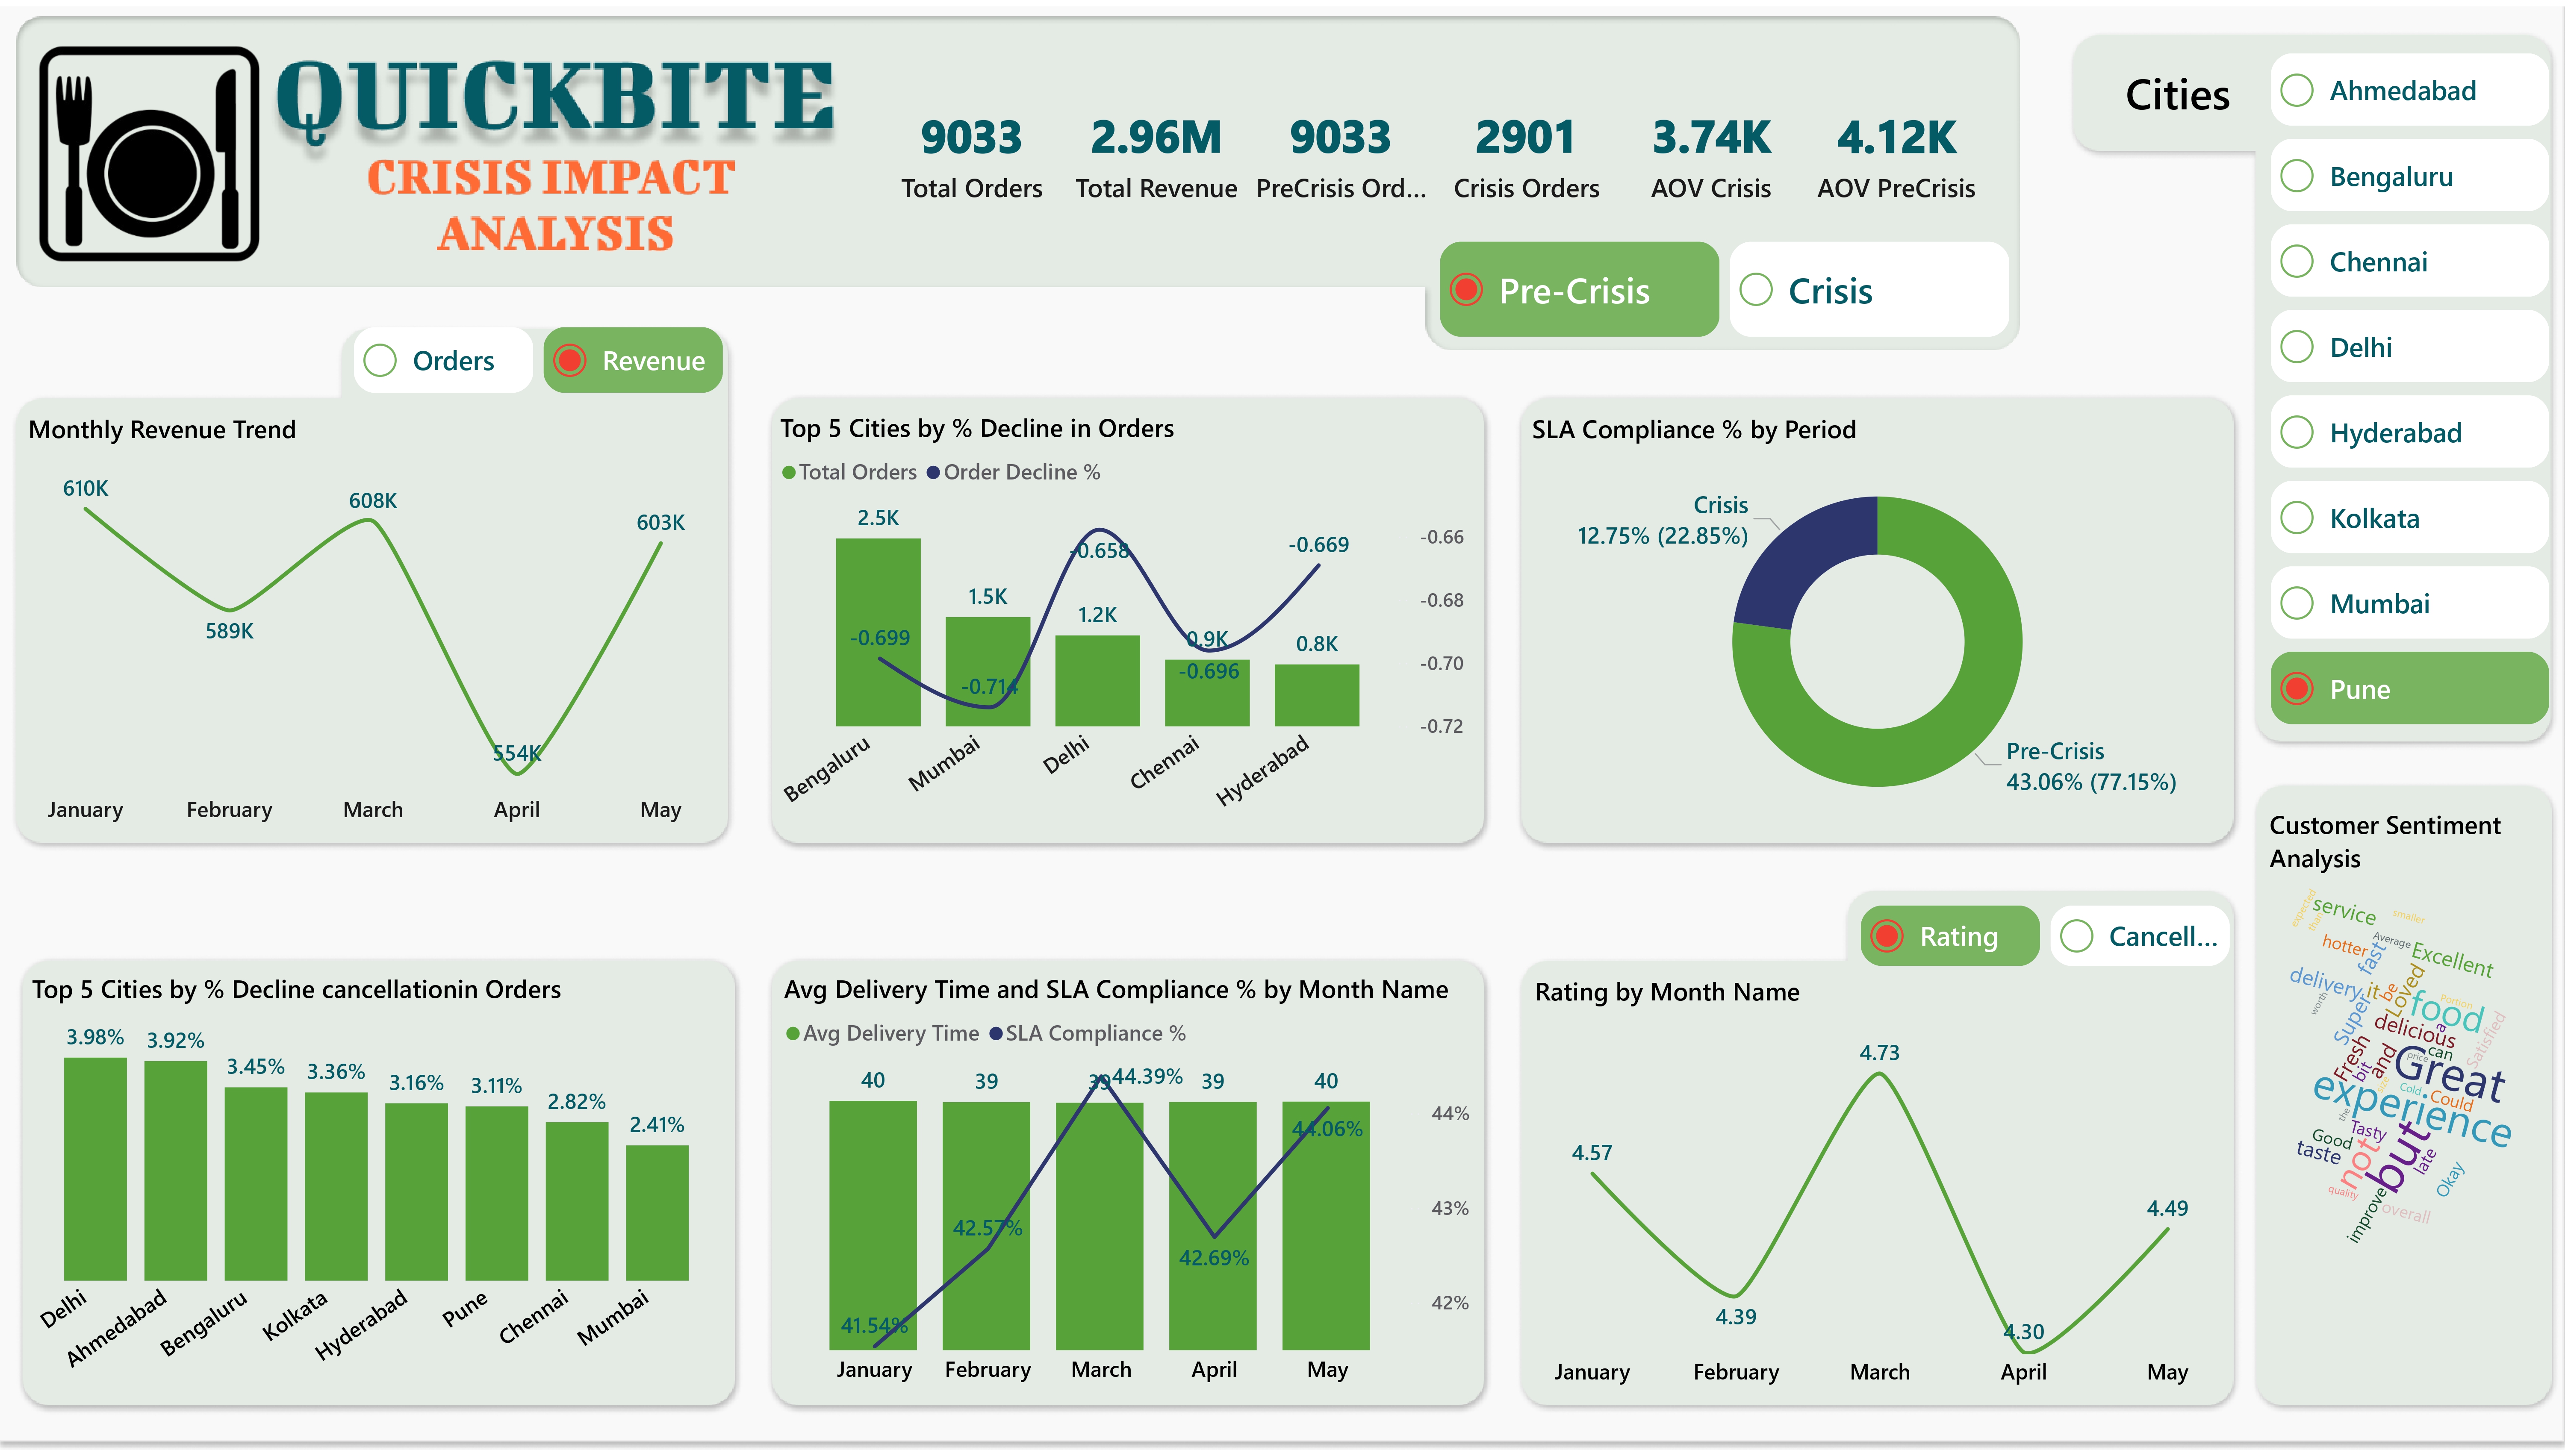 QUICKBITE
CRISIS IMPACT
ANALYSIS
9033 2.96M 9033 2901 3.74K 4.12K
Total Orders Total Revenue PreCrisis Ord... Crisis Orders AOV Crisis AOV PreCrisis
Pre-Crisis Crisis
Cities
Ahmedabad
Bengaluru
Chennai
Delhi
Hyderabad
Kolkata
Mumbai
Pune
Orders Revenue
Monthly Revenue Trend
610K
608K
603K
589K
554K
January February March April May
Top 5 Cities by % Decline in Orders
Total Orders Order Decline %
2.5K
1.5K
1.2K
0.9K
0.8K
-0.699
-0.714
-0.658
-0.696
-0.669
-0.66
-0.68
-0.70
-0.72
Bengaluru Mumbai Delhi Chennai Hyderabad
SLA Compliance % by Period
Crisis
12.75% (22.85%)
Pre-Crisis
43.06% (77.15%)
Top 5 Cities by % Decline cancellationin Orders
3.98% 3.92% 3.45% 3.36% 3.16% 3.11% 2.82% 2.41%
Delhi Ahmedabad Bengaluru Kolkata Hyderabad Pune Chennai Mumbai
Avg Delivery Time and SLA Compliance % by Month Name
Avg Delivery Time SLA Compliance %
40 39 39 39 40
41.54% 42.57% 44.39% 42.69% 44.06%
44%
43%
42%
January February March April May
Rating Cancell...
Rating by Month Name
4.57
4.39
4.73
4.30
4.49
January February March April May
Customer Sentiment
Analysis
expected
than
service
smaller
hotter
Average
fast
Excellent
delivery
it
be
Loved
worth
Super
food
Portion
delicious
a
Satisfied
Fresh
bit
and
price
can
Great
experience
Cold
Could
the
Tasty
Good
taste
not
but
late
Okay
quality
improve
overall